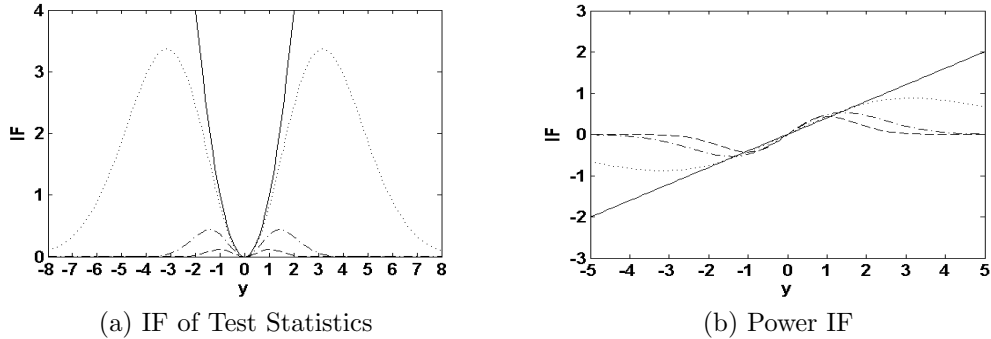 4
3
2
1
0
IF
-8 -7 -6 -5 -4 -3 -2 -1 0 1 2 3 4 5 6 7 8
y
(a) IF of Test Statistics
3
2
1
0
-1
-2
-3
IF
-5 -4 -3 -2 -1 0 1 2 3 4 5
y
(b) Power IF